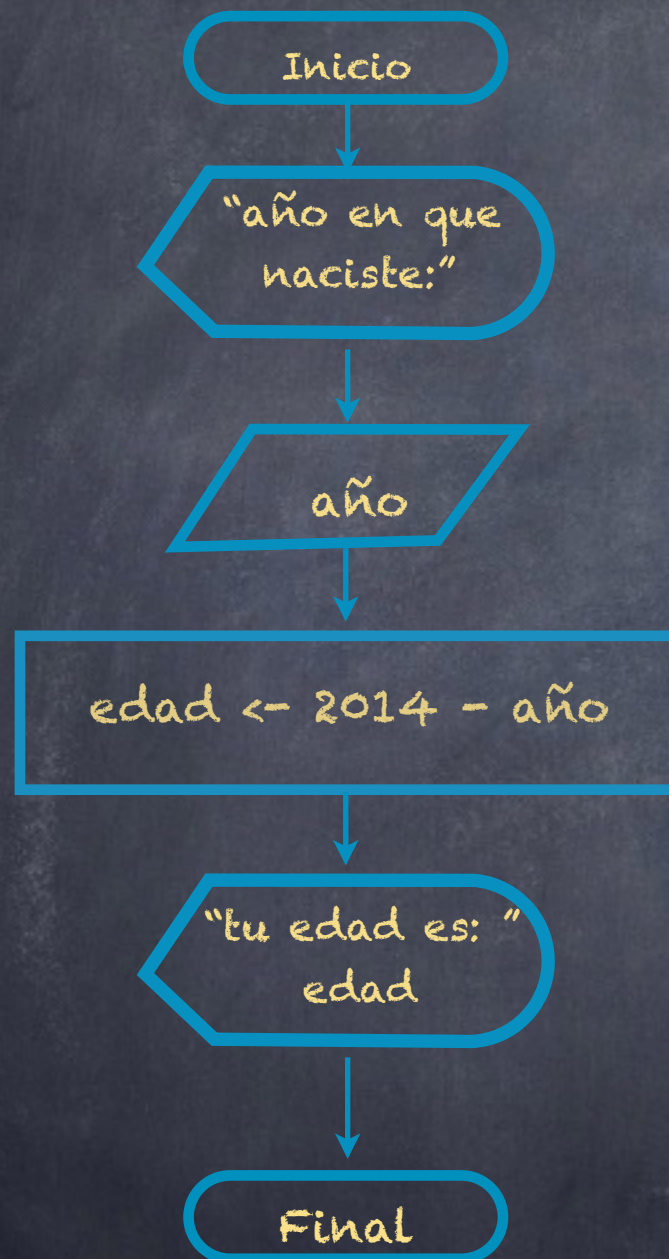 Inicio
“año en que
naciste:”
año
edad <- 2014 - año
“tu edad es: ”
edad
Final